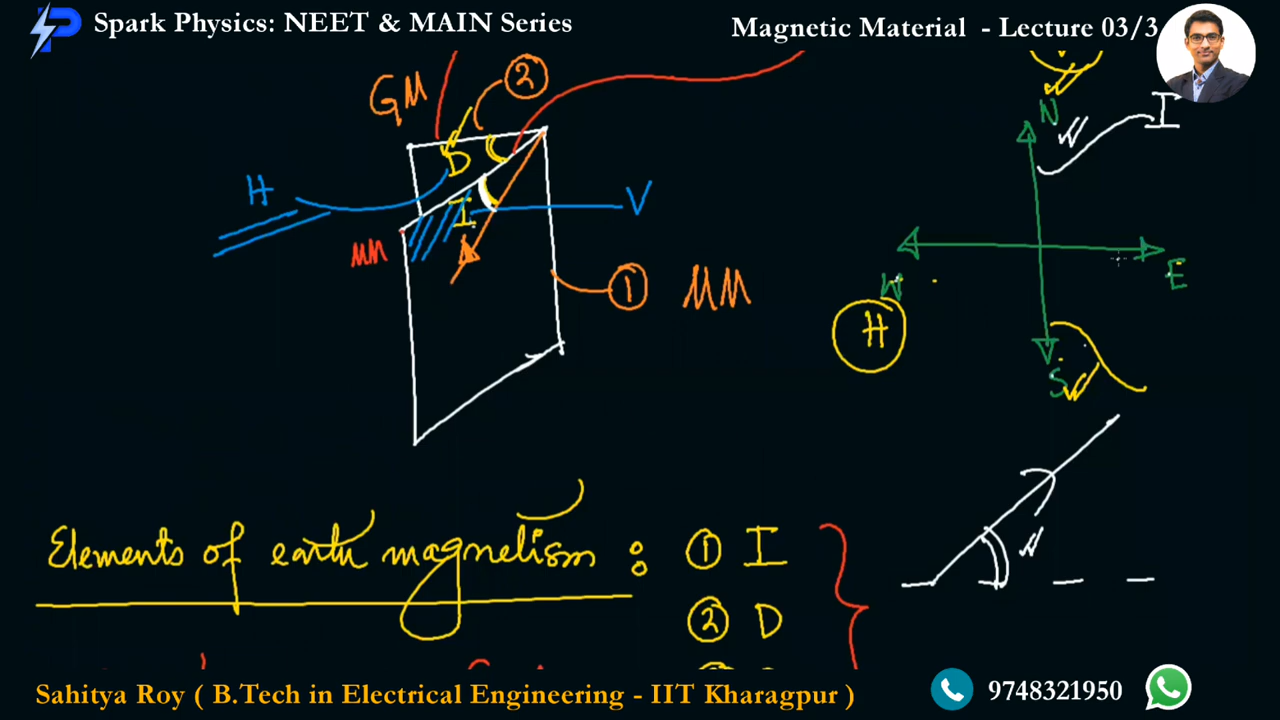 Spark Physics: NEET & MAIN Series
Magnetic Material - Lecture 03/3
GM
2
D
H
I
V
MM
1 MM
N
I
W
E
H
S
Elements of earth magnetism : 1 I
2 D
Sahitya Roy ( B.Tech in Electrical Engineering - IIT Kharagpur )
9748321950